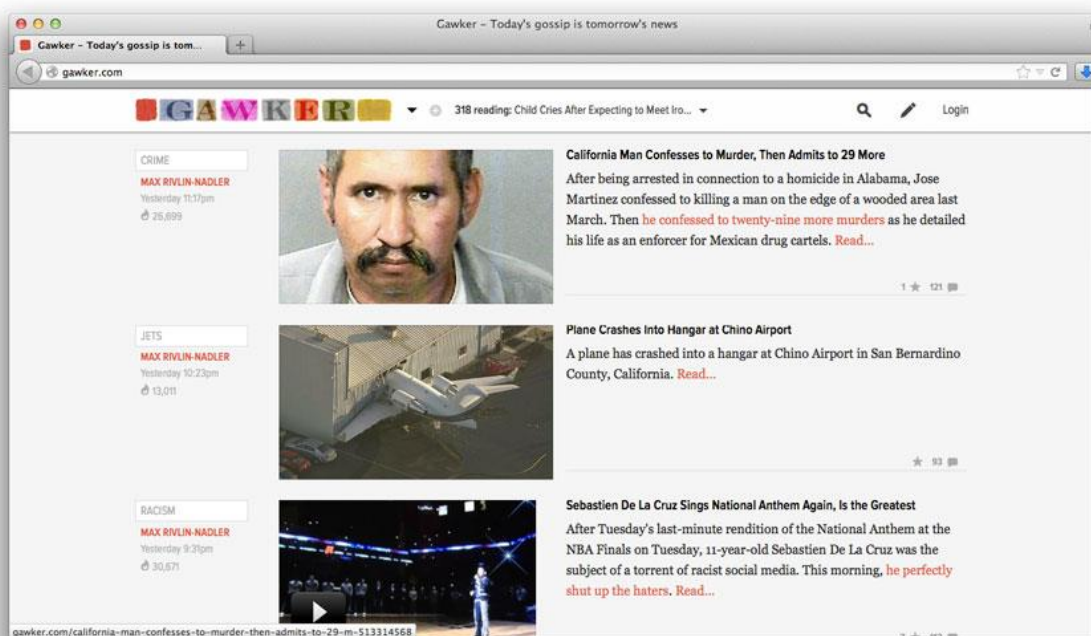 Gawker – Today's gossip is tomorrow's news
Gawker – Today's gossip is tom...
gawker.com
GAWKER
318 reading: Child Cries After Expecting to Meet Iro...
Login
CRIME
MAX RIVLIN-NADLER
Yesterday 11:17pm
26,699
California Man Confesses to Murder, Then Admits to 29 More
After being arrested in connection to a homicide in Alabama, Jose
Martinez confessed to killing a man on the edge of a wooded area last
March. Then he confessed to twenty-nine more murders as he detailed
his life as an enforcer for Mexican drug cartels. Read...
1 121
JETS
MAX RIVLIN-NADLER
Yesterday 10:23pm
13,011
Plane Crashes Into Hangar at Chino Airport
A plane has crashed into a hangar at Chino Airport in San Bernardino
County, California. Read...
93
RACISM
MAX RIVLIN-NADLER
Yesterday 9:31pm
30,671
Sebastien De La Cruz Sings National Anthem Again, Is the Greatest
After Tuesday's last-minute rendition of the National Anthem at the
NBA Finals on Tuesday, 11-year-old Sebastien De La Cruz was the
subject of a torrent of racist social media. This morning, he perfectly
shut up the haters. Read...
gawker.com/california-man-confesses-to-murder-then-admits-to-29-m-513314568